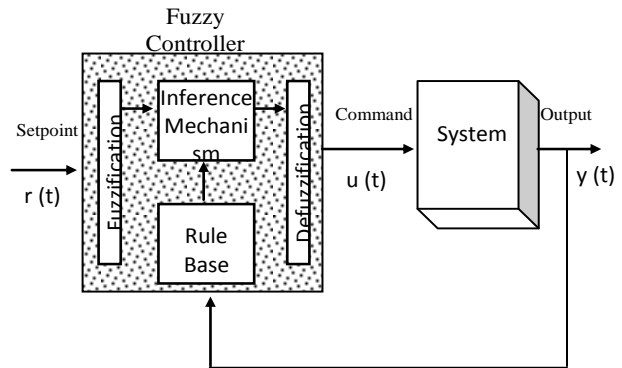 Fuzzy
Controller
Setpoint
r (t)
Fuzzification
Inference
Mechani
sm
Rule
Base
Defuzzification
Command
u (t)
System
Output
y (t)